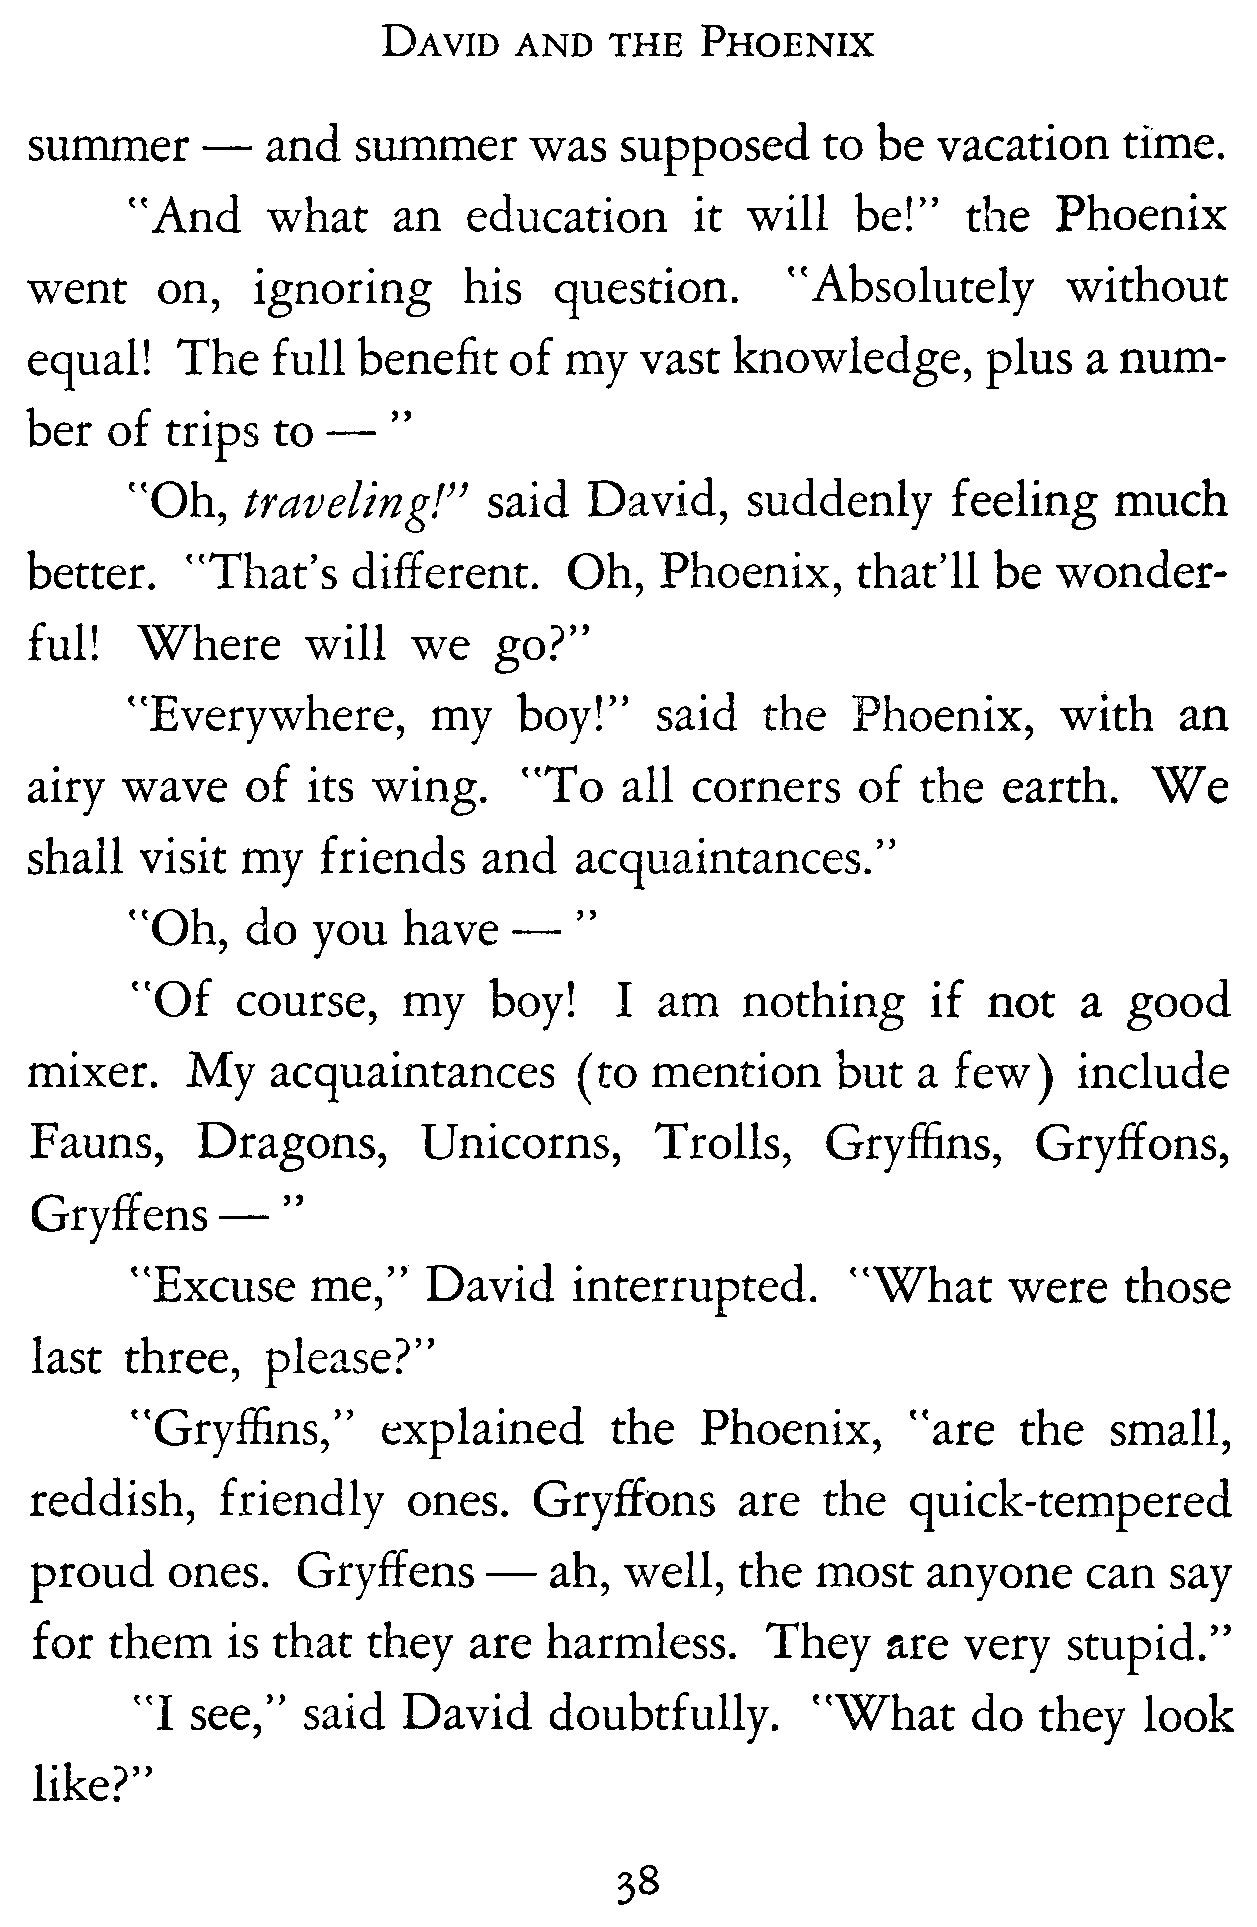 DAVID AND THE PHOENIX
summer — and summer was supposed to be vacation time.
"And what an education it will be!" the Phoenix
went on, ignoring his question. "Absolutely without
equal! The full benefit of my vast knowledge, plus a num-
ber of trips to — "
"Oh, traveling!" said David, suddenly feeling much
better. "That's different. Oh, Phoenix, that'll be wonder-
ful! Where will we go?"
"Everywhere, my boy!" said the Phoenix, with an
airy wave of its wing. "To all corners of the earth. We
shall visit my friends and acquaintances."
"Oh, do you have — "
"Of course, my boy! I am nothing if not a good
mixer. My acquaintances (to mention but a few) include
Fauns, Dragons, Unicorns, Trolls, Gryffins, Gryffons,
Gryffens — "
"Excuse me," David interrupted. "What were those
last three, please?"
"Gryffins," explained the Phoenix, "are the small,
reddish, friendly ones. Gryffons are the quick-tempered
proud ones. Gryffens — ah, well, the most anyone can say
for them is that they are harmless. They are very stupid."
"I see," said David doubtfully. "What do they look
like?"
38